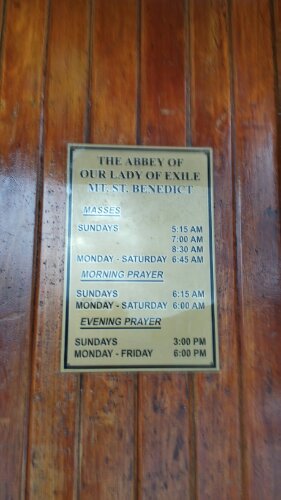 THE ABBEY OF
OUR LADY OF EXILE
MT. ST. BENEDICT
MASSES
SUNDAYS 5:15 AM
7:00 AM
8:30 AM
MONDAY - SATURDAY 6:45 AM
MORNING PRAYER
SUNDAYS 6:15 AM
MONDAY - SATURDAY 6:00 AM
EVENING PRAYER
SUNDAYS 3:00 PM
MONDAY - FRIDAY 6:00 PM